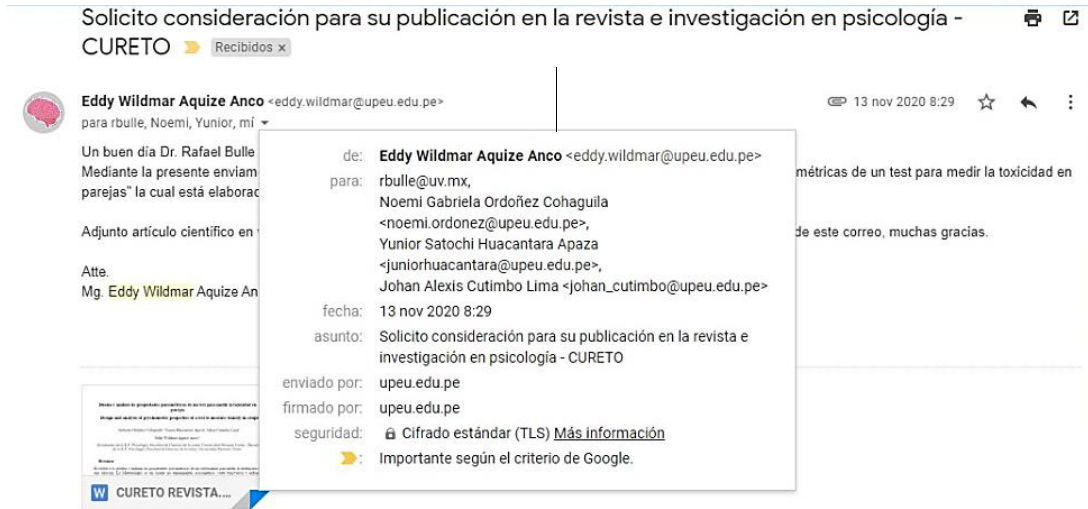 Solicito consideración para su publicación en la revista e investigación en psicología -
CURETO Recibidos ×
Eddy Wildmar Aquize Anco <eddy.wildmar@upeu.edu.pe>
13 nov 2020 8:29
para rbulle, Noemi, Yunior, mí
Un buen día Dr. Rafael Bulle
Mediante la presente enviam
métricas de un test para medir la toxicidad en
parejas" la cual está elaborad
Adjunto artículo científico en
de este correo, muchas gracias.
Atte.
Mg. Eddy Wildmar Aquize An
de: Eddy Wildmar Aquize Anco <eddy.wildmar@upeu.edu.pe>
para: rbulle@uv.mx,
Noemi Gabriela Ordoñez Cohaguila
<noemi.ordonez@upeu.edu.pe>,
Yunior Satochi Huacantara Apaza
<juniorhuacantara@upeu.edu.pe>,
Johan Alexis Cutimbo Lima <johan_cutimbo@upeu.edu.pe>
fecha: 13 nov 2020 8:29
asunto: Solicito consideración para su publicación en la revista e
investigación en psicología - CURETO
enviado por: upeu.edu.pe
firmado por: upeu.edu.pe
seguridad: Cifrado estándar (TLS) Más información
: Importante según el criterio de Google.
W CURETO REVISTA....